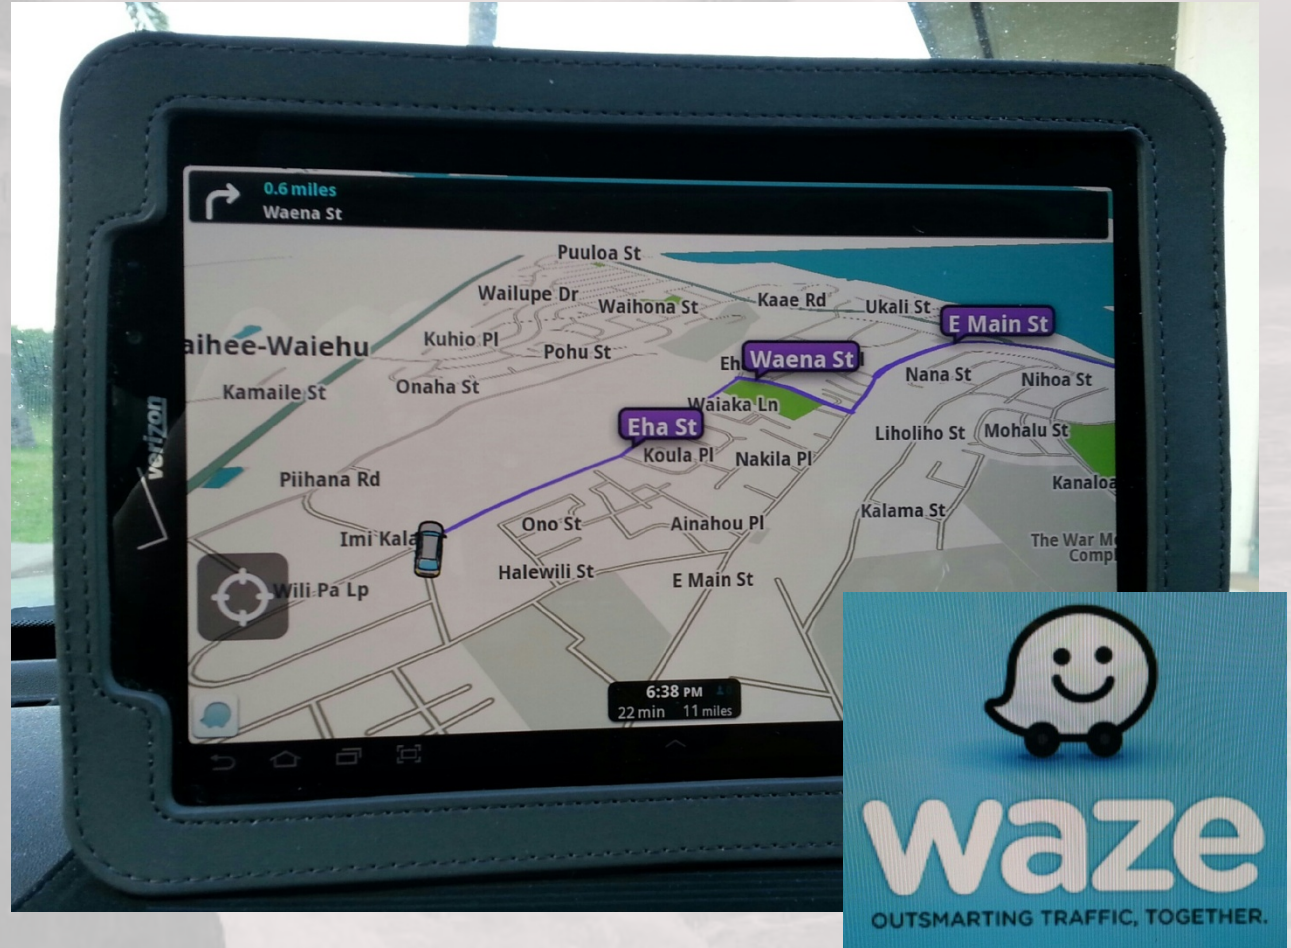 0.6 miles
Waena St
Puuloa St
Wailupe Dr
Waihona St
Kaae Rd
Ukali St
E Main St
aihee-Waiehu
Kuhio Pl
Pohu St
Eh
Waena St
Nana St
Nihoa St
Kamaile St
Onaha St
Waiaka Ln
Eha St
Liholiho St
Mohalu St
verizon
Koula Pl
Nakila Pl
Piihana Rd
Kanaloa
Kalama St
Imi Kala
Ono St
Ainahou Pl
The War Me
Compl
Wili Pa Lp
Halewili St
E Main St
6:38 PM
22 min 11 miles
waze
OUTSMARTING TRAFFIC, TOGETHER.